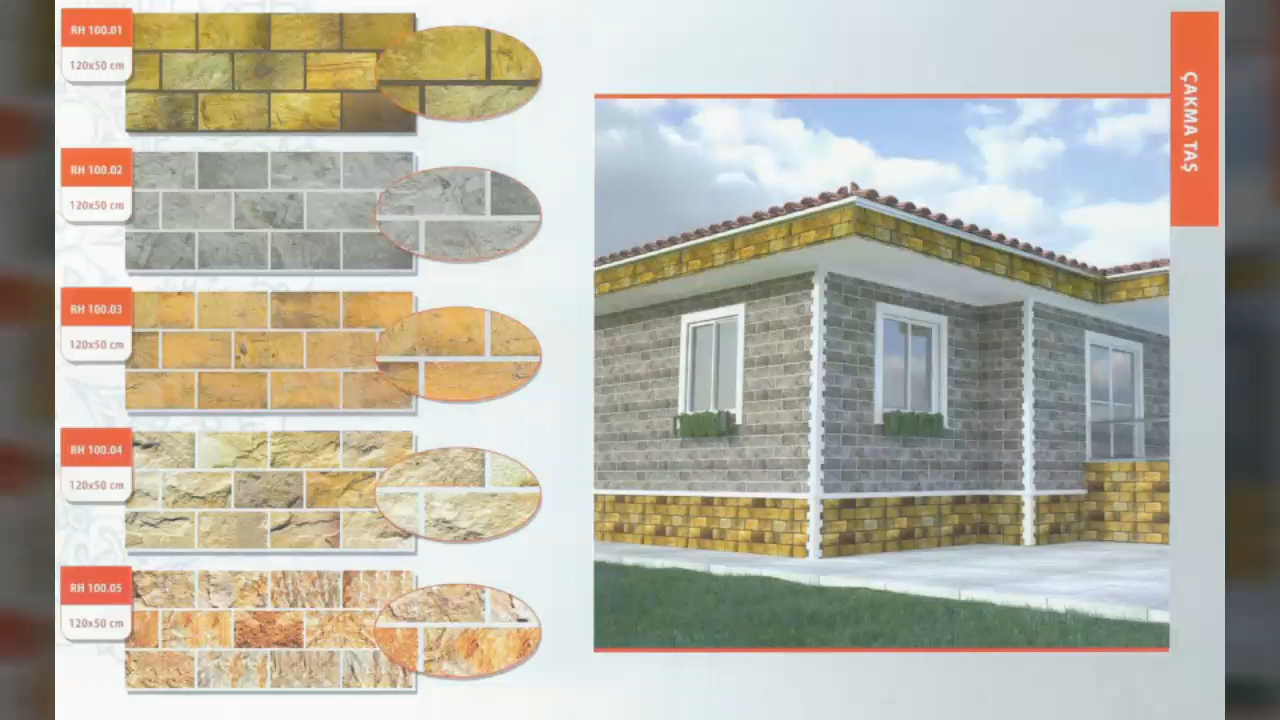 RH 100.01
120x50 cm
RH 100.02
120x50 cm
RH 100.03
120x50 cm
RH 100.04
120x50 cm
RH 100.05
120x50 cm
ÇAKMA TAŞ